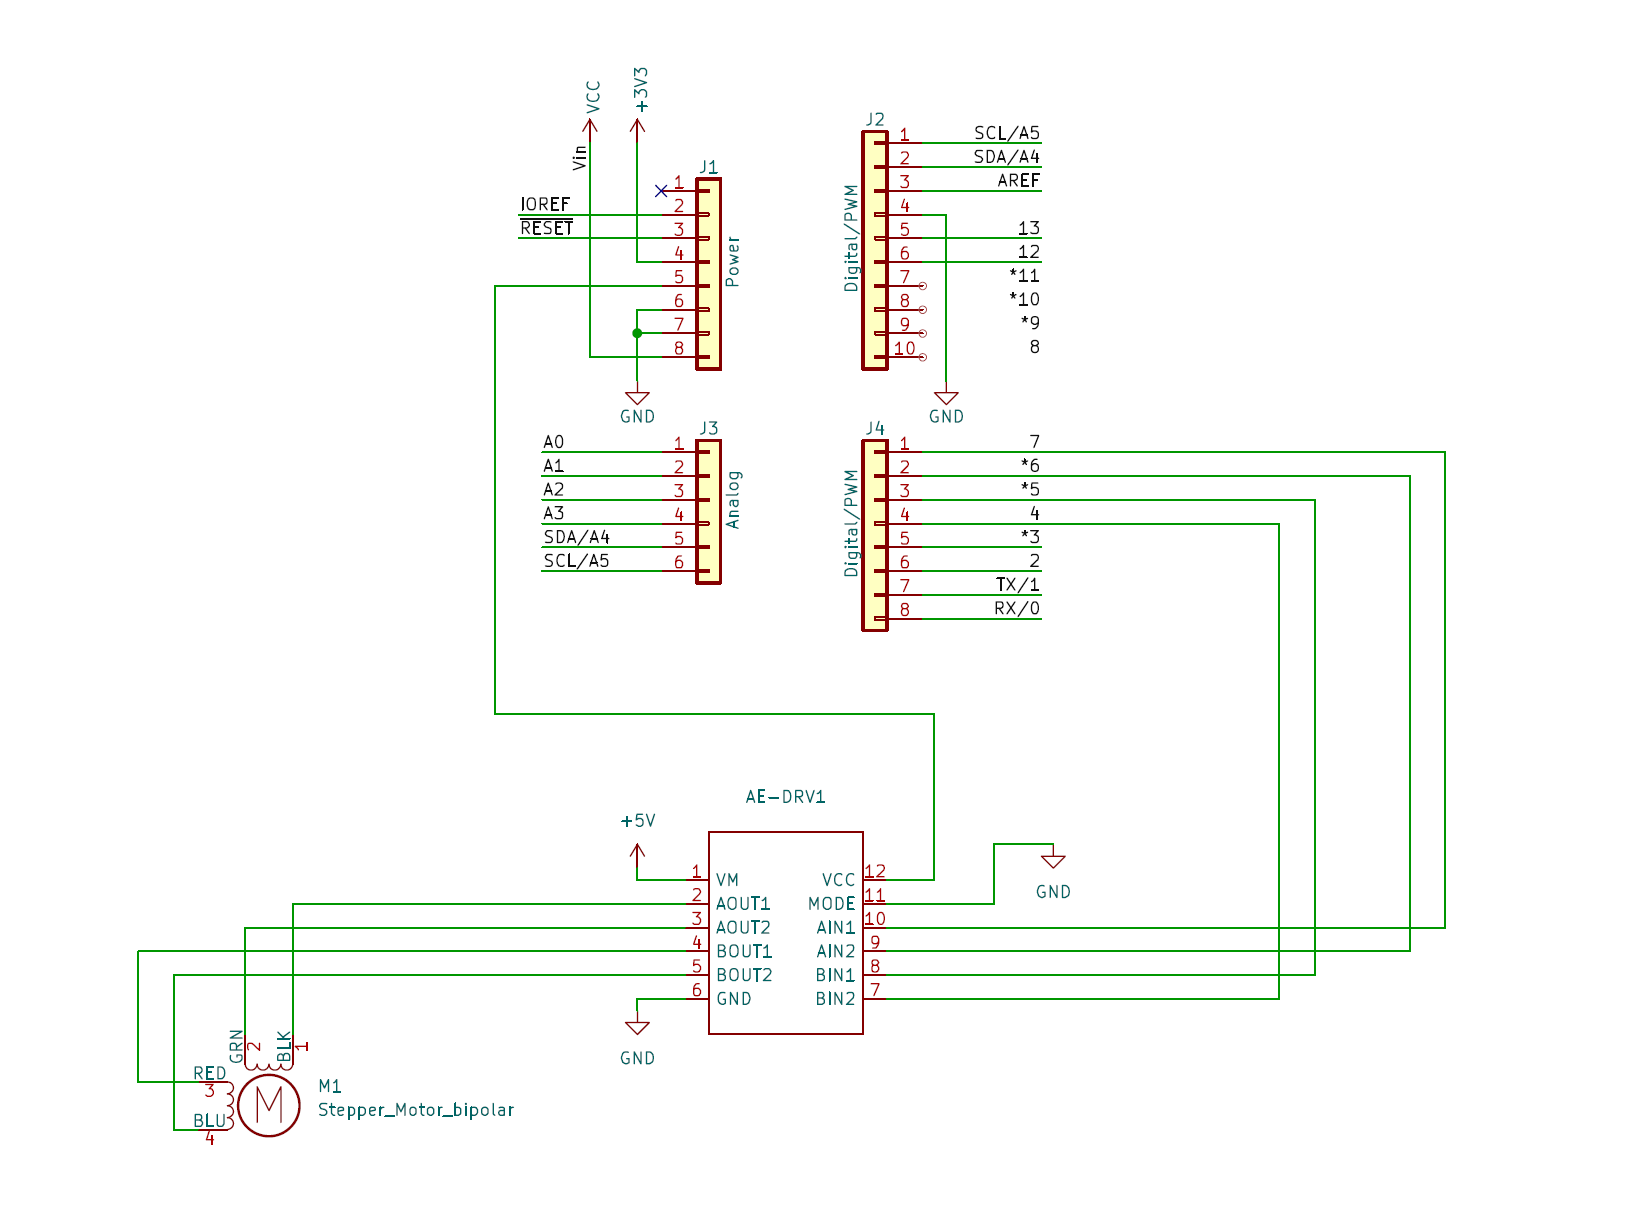 VCC
+3V3
Vin
J1
1
2
3
4
5
6
7
8
IOREF
RESET
Power
GND
J2
1
2
3
4
5
6
7
8
9
10
Digital/PWM
SCL/A5
SDA/A4
AREF
13
12
*11
*10
*9
8
GND
J3
1
2
3
4
5
6
A0
A1
A2
A3
SDA/A4
SCL/A5
Analog
J4
1
2
3
4
5
6
7
8
Digital/PWM
7
*6
*5
4
*3
2
TX/1
RX/0
AE-DRV1
+5V
1 VM
2 AOUT1
3 AOUT2
4 BOUT1
5 BOUT2
6 GND
VCC 12
MODE 11
AIN1 10
AIN2 9
BIN1 8
BIN2 7
GND
GND
GRN 2
BLK 1
RED
3
BLU
4
M
M1
Stepper_Motor_bipolar